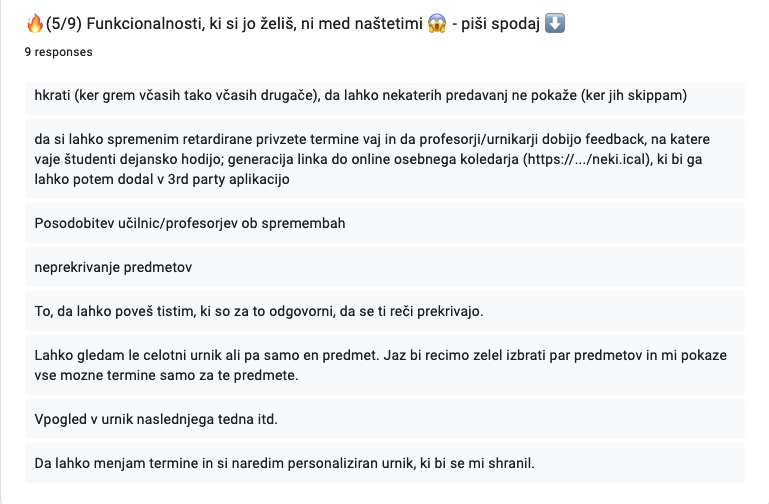 🔥(5/9) Funkcionalnosti, ki si jo želiš, ni med naštetimi 😱 - piši spodaj ⬇️
9 responses
hkrati (ker grem včasih tako včasih drugače), da lahko nekaterih predavanj ne pokaže (ker jih skippam)
da si lahko spremenim retardirane privzete termine vaj in da profesorji/urnikarji dobijo feedback, na katere
vaje študenti dejansko hodijo; generacija linka do online osebnega koledarja (https://.../neki.ical), ki bi ga
lahko potem dodal v 3rd party aplikacijo
Posodobitev učilnic/profesorjev ob spremembah
neprekrivanje predmetov
To, da lahko poveš tistim, ki so za to odgovorni, da se ti reči prekrivajo.
Lahko gledam le celotni urnik ali pa samo en predmet. Jaz bi recimo zelel izbrati par predmetov in mi pokaze
vse mozne termine samo za te predmete.
Vpogled v urnik naslednjega tedna itd.
Da lahko menjam termine in si naredim personaliziran urnik, ki bi se mi shranil.